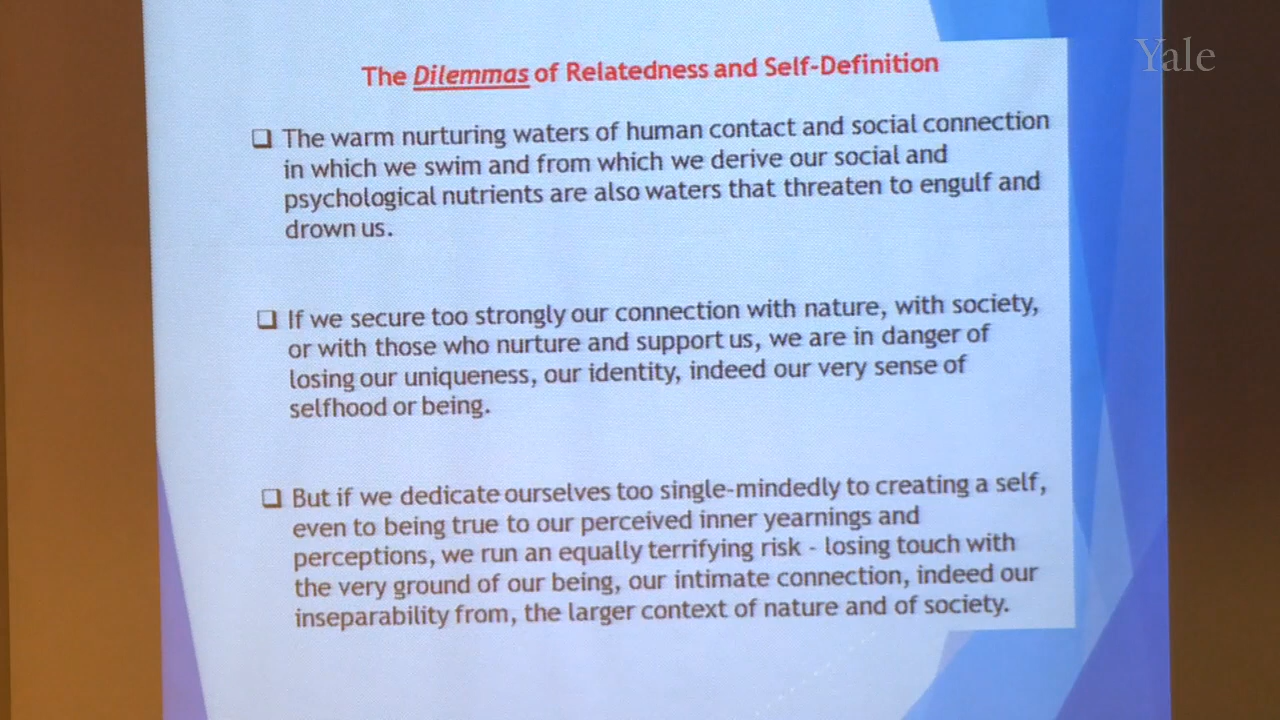 Yale
The Dilemmas of Relatedness and Self-Definition
❑ The warm nurturing waters of human contact and social connection
in which we swim and from which we derive our social and
psychological nutrients are also waters that threaten to engulf and
drown us.
❑ If we secure too strongly our connection with nature, with society,
or with those who nurture and support us, we are in danger of
losing our uniqueness, our identity, indeed our very sense of
selfhood or being.
❑ But if we dedicate ourselves too single-mindedly to creating a self,
even to being true to our perceived inner yearnings and
perceptions, we run an equally terrifying risk - losing touch with
the very ground of our being, our intimate connection, indeed our
inseparability from, the larger context of nature and of society.